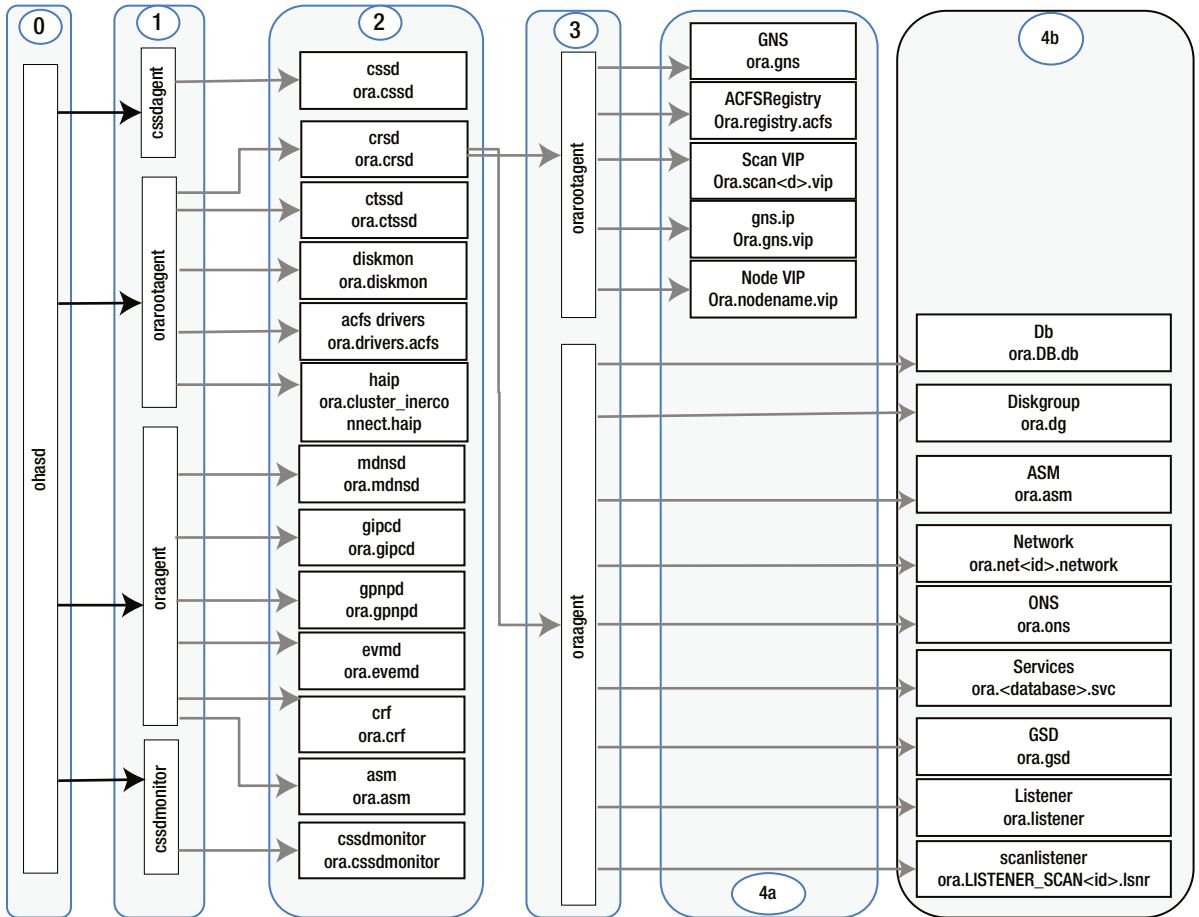 0
ohasd
1
cssdagent
orarootagent
oraagent
cssdmonitor
2
cssd
ora.cssd
crsd
ora.crsd
ctssd
ora.ctssd
diskmon
ora.diskmon
acfs drivers
ora.drivers.acfs
haip
ora.cluster_inerco
nnect.haip
mdnsd
ora.mdnsd
gipcd
ora.gipcd
gpnpd
ora.gpnpd
evmd
ora.evemd
crf
ora.crf
asm
ora.asm
cssdmonitor
ora.cssdmonitor
3
orarootagent
oraagent
GNS
ora.gns
ACFSRegistry
Ora.registry.acfs
Scan VIP
Ora.scan<d>.vip
gns.ip
Ora.gns.vip
Node VIP
Ora.nodename.vip
4a
4b
Db
ora.DB.db
Diskgroup
ora.dg
ASM
ora.asm
Network
ora.net<id>.network
ONS
ora.ons
Services
ora.<database>.svc
GSD
ora.gsd
Listener
ora.listener
scanlistener
ora.LISTENER_SCAN<id>.lsnr